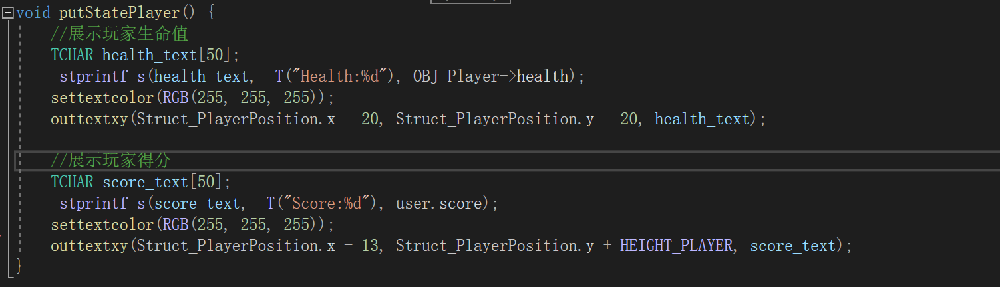 void putStatePlayer() {
//展示玩家生命值
TCHAR health_text[50];
_stprintf_s(health_text, _T("Health:%d"), OBJ_Player->health);
settextcolor(RGB(255, 255, 255));
outtextxy(Struct_PlayerPosition.x - 20, Struct_PlayerPosition.y - 20, health_text);
//展示玩家得分
TCHAR score_text[50];
_stprintf_s(score_text, _T("Score:%d"), user.score);
settextcolor(RGB(255, 255, 255));
outtextxy(Struct_PlayerPosition.x - 13, Struct_PlayerPosition.y + HEIGHT_PLAYER, score_text);
}